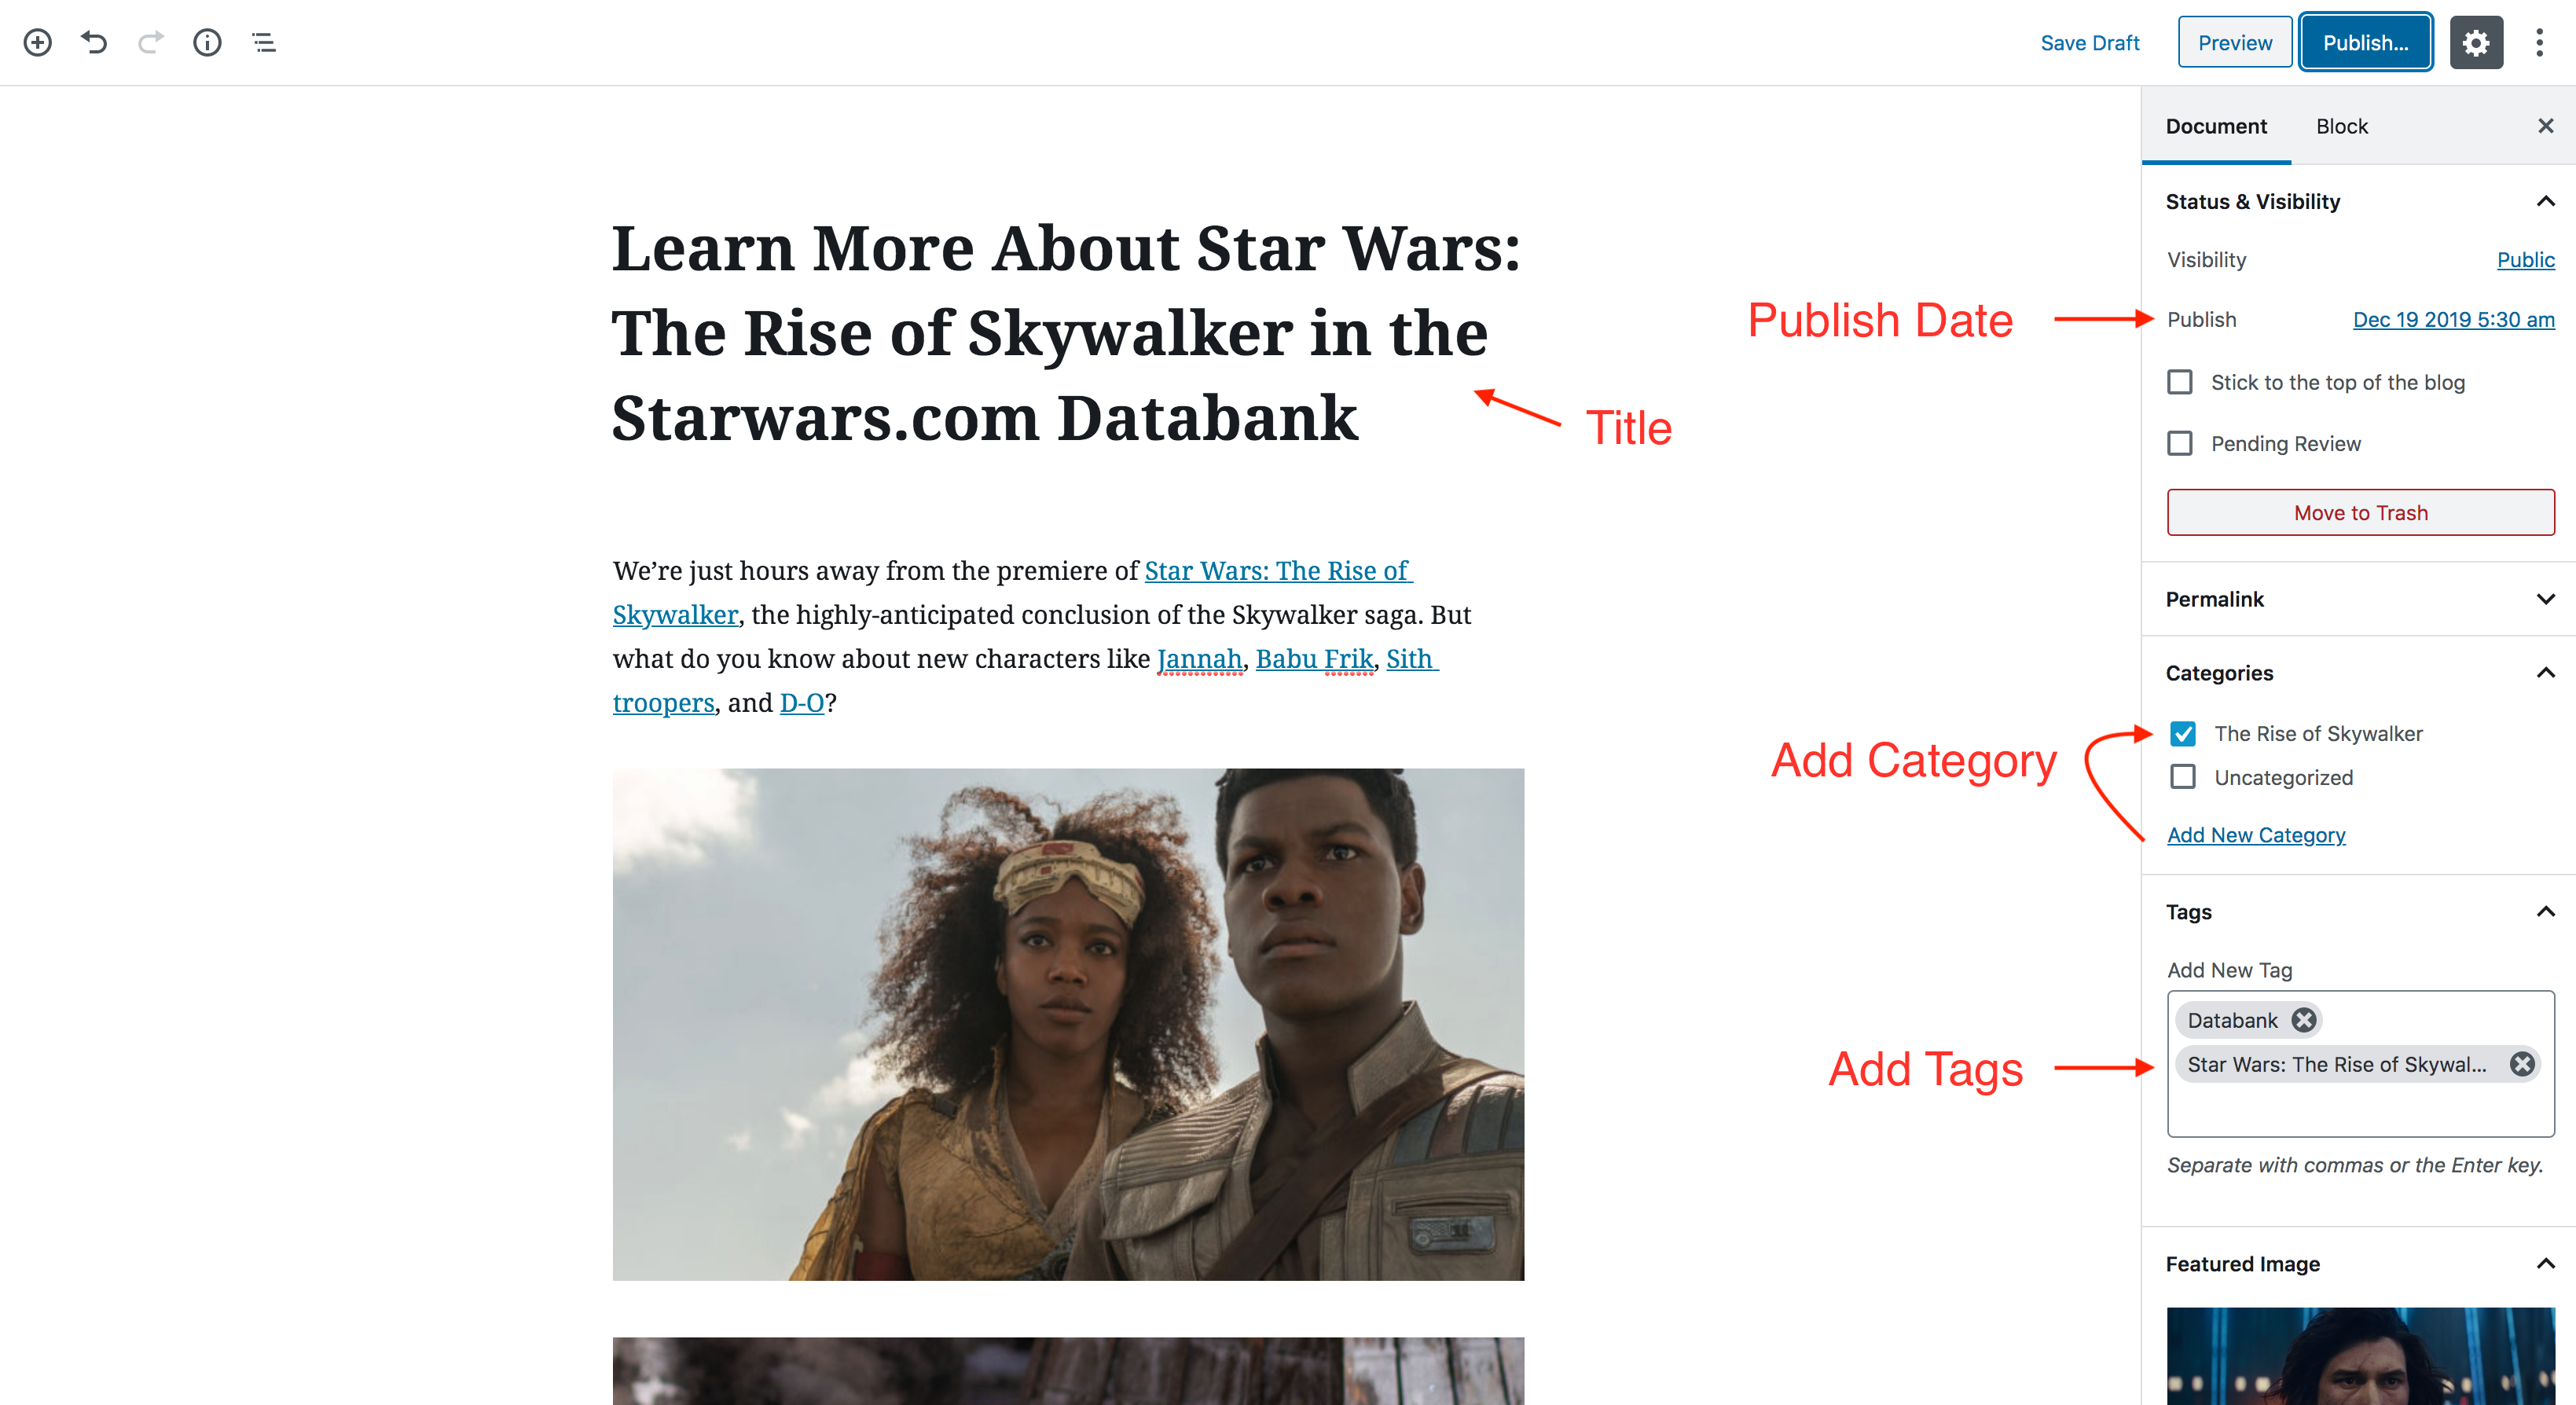 Save Draft
Preview
Publish...
Document
Block
Learn More About Star Wars:
The Rise of Skywalker in the
Starwars.com Databank
Title
We’re just hours away from the premiere of Star Wars: The Rise of
Skywalker, the highly-anticipated conclusion of the Skywalker saga. But
what do you know about new characters like Jannah, Babu Frik, Sith
troopers, and D-O?
Publish Date
Add Category
Add Tags
Status & Visibility
Visibility
Public
Publish
Dec 19 2019 5:30 am
Stick to the top of the blog
Pending Review
Move to Trash
Permalink
Categories
The Rise of Skywalker
Uncategorized
Add New Category
Tags
Add New Tag
Databank
Star Wars: The Rise of Skywal...
Separate with commas or the Enter key.
Featured Image